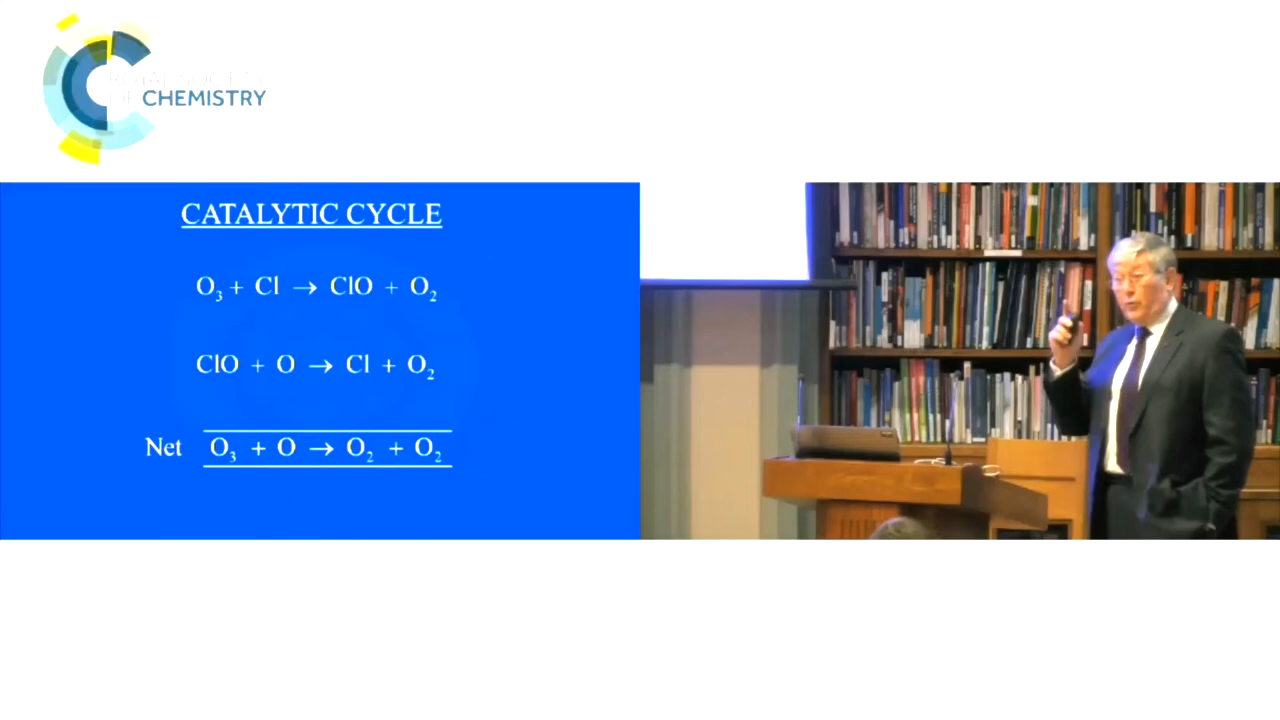 CHEMISTRY
CATALYTIC CYCLE
O₃ + Cl → ClO + O₂
ClO + O → Cl + O₂
Net O₃ + O → O₂ + O₂